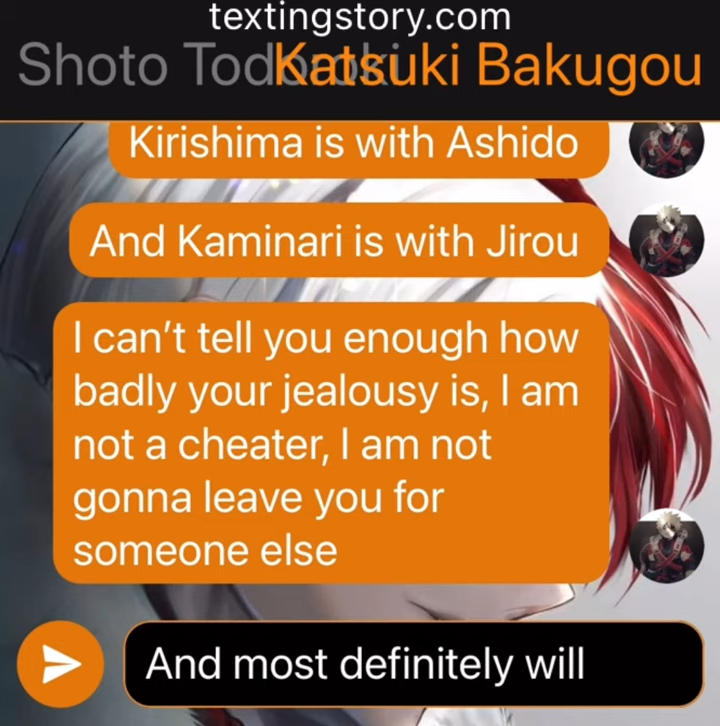 textingstory.com
Shoto Todoroki
Katsuki Bakugou
Kirishima is with Ashido
And Kaminari is with Jirou
I can't tell you enough how
badly your jealousy is, I am
not a cheater, I am not
gonna leave you for
someone else
And most definitely will